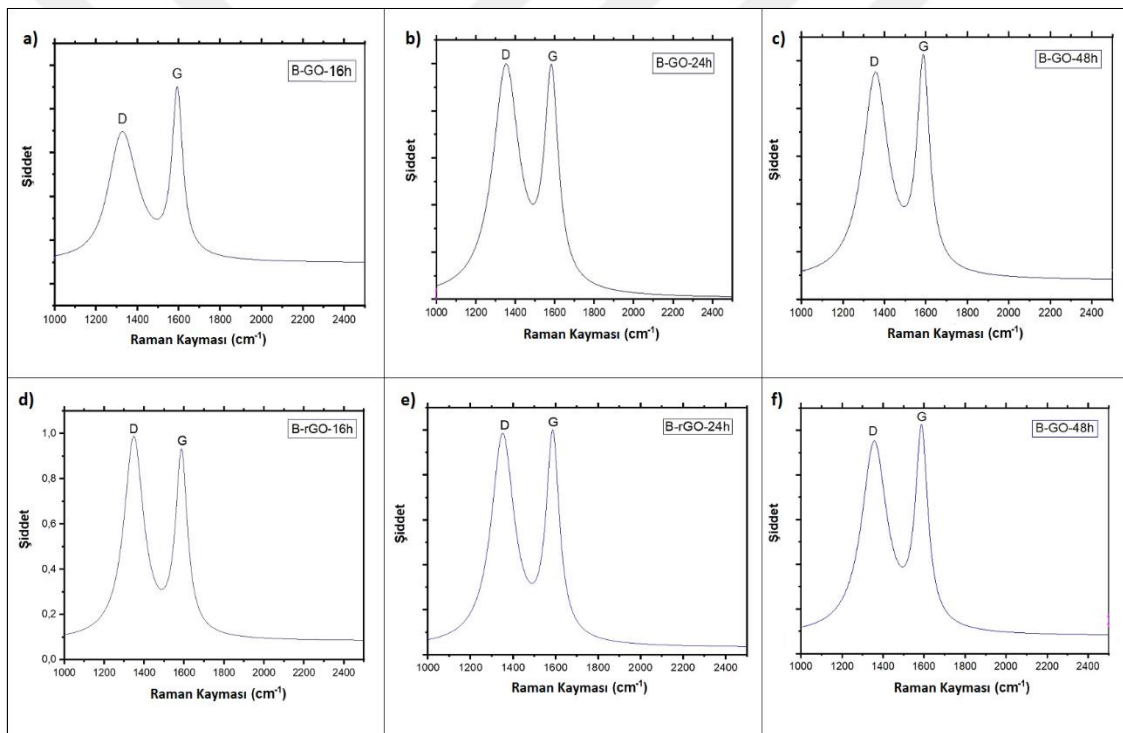 a)
B-GO-16h
D
G
Şiddet
1000 1200 1400 1600 1800 2000 2200 2400
Raman Kayması (cm⁻¹)
b)
B-GO-24h
D
G
Şiddet
1000 1200 1400 1600 1800 2000 2200 2400
Raman Kayması (cm⁻¹)
c)
B-GO-48h
D
G
Şiddet
1000 1200 1400 1600 1800 2000 2200 2400
Raman Kayması (cm⁻¹)
d)
B-rGO-16h
D
G
1,0
0,8
0,6
0,4
0,2
0,0
Şiddet
1000 1200 1400 1600 1800 2000 2200 2400
Raman Kayması (cm⁻¹)
e)
B-rGO-24h
D
G
Şiddet
1000 1200 1400 1600 1800 2000 2200 2400
Raman Kayması (cm⁻¹)
f)
B-GO-48h
D
G
Şiddet
1000 1200 1400 1600 1800 2000 2200 2400
Raman Kayması (cm⁻¹)